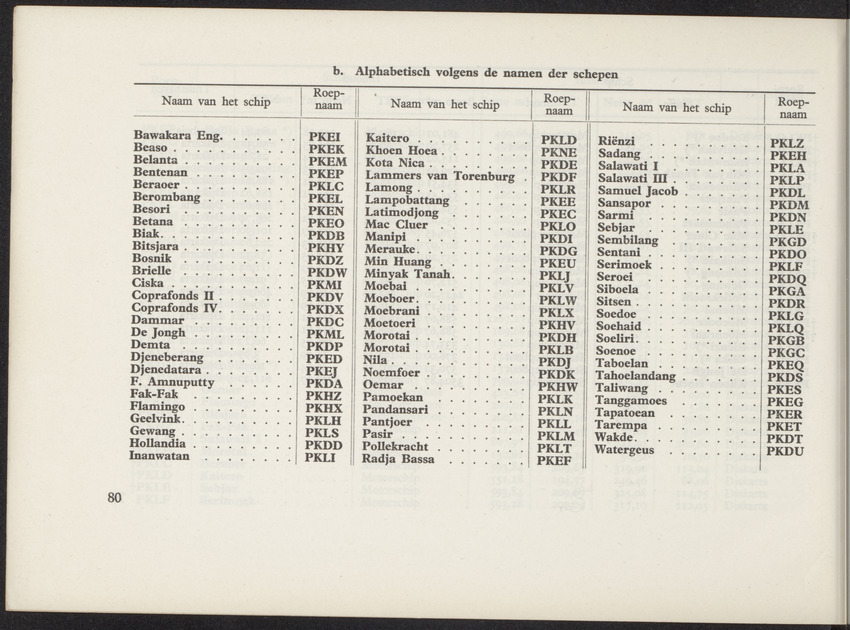 b. Alphabetisch volgens de namen der schepen
Naam van het schip Roep-naam Naam van het schip Roep-naam Naam van het schip Roep-naam
Bawakara Eng. . . . . . . PKEI
Beaso . . . . . . . . . . PKEK
Belanta . . . . . . . . . PKEM
Bentenan . . . . . . . . PKEP
Beraoer . . . . . . . . . PKLC
Berombang . . . . . . . . PKEL
Besori . . . . . . . . . PKEN
Betana . . . . . . . . . PKEO
Biak. . . . . . . . . . . PKDB
Bitsjara . . . . . . . . PKHY
Bosnik . . . . . . . . . PKDZ
Brielle . . . . . . . . . PKDW
Ciska . . . . . . . . . . PKMI
Coprafonds II . . . . . . PKDV
Coprafonds IV. . . . . . PKDX
Dammar . . . . . . . . . PKDC
De Jongh . . . . . . . . PKML
Demta . . . . . . . . . . PKDP
Djeneberang . . . . . . . PKED
Djenedatara . . . . . . . PKEJ
F. Amnuputty . . . . . . PKDA
Fak-Fak . . . . . . . . . PKHZ
Flamingo . . . . . . . . PKHX
Geelvink. . . . . . . . . PKLH
Gewang . . . . . . . . . PKLS
Hollandia . . . . . . . . PKDD
Inanwatan . . . . . . . . PKLI
Kaitero . . . . . . . . . PKLD
Khoen Hoea . . . . . . . PKNE
Kota Nica . . . . . . . . PKDE
Lammers van Torenburg . PKDF
Lamong . . . . . . . . . PKLR
Lampobattang . . . . . . PKEE
Latimodjong . . . . . . . PKEC
Mac Cluer . . . . . . . . PKLO
Manipi . . . . . . . . . PKDI
Merauke. . . . . . . . . PKDG
Min Huang . . . . . . . . PKEU
Minyak Tanah. . . . . . . PKLJ
Moebai . . . . . . . . . PKLV
Moeboer. . . . . . . . . PKLW
Moebrani . . . . . . . . PKLX
Moetoeri . . . . . . . . PKHV
Morotai . . . . . . . . . PKDH
Morotai . . . . . . . . . PKLB
Nila . . . . . . . . . . PKDJ
Noemfoer . . . . . . . . PKDK
Oemar . . . . . . . . . . PKHW
Pamoekan . . . . . . . . PKLK
Pandansari . . . . . . . PKLN
Pantjoer . . . . . . . . PKLL
Pasir . . . . . . . . . . PKLM
Pollekracht . . . . . . . PKLT
Radja Bassa . . . . . . . PKEF
Riënzi . . . . . . . . . PKLZ
Sadang . . . . . . . . . PKEH
Salawati I . . . . . . . PKLA
Salawati III . . . . . . PKLP
Samuel Jacob . . . . . . PKDL
Sansapor . . . . . . . . PKDM
Sarmi . . . . . . . . . . PKDN
Sebjar . . . . . . . . . PKLE
Sembilang . . . . . . . . PKGD
Sentani . . . . . . . . . PKDO
Serimoek . . . . . . . . PKLF
Seroei . . . . . . . . . PKDQ
Siboela . . . . . . . . . PKGA
Sitsen . . . . . . . . . PKDR
Soedoe . . . . . . . . . PKLG
Soehaid . . . . . . . . . PKLQ
Soeliri. . . . . . . . . PKGB
Soenoe . . . . . . . . . PKGC
Taboelan . . . . . . . . PKEQ
Tahoelandang . . . . . . PKDS
Taliwang . . . . . . . . PKES
Tanggamoes . . . . . . . PKEG
Tapatoean . . . . . . . . PKER
Tarempa . . . . . . . . . PKET
Wakde. . . . . . . . . . PKDT
Watergeus . . . . . . . . PKDU
80